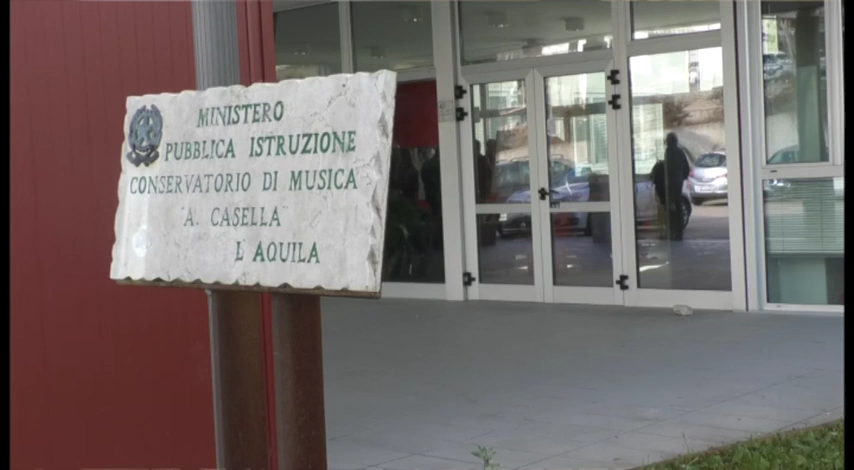 MINISTERO
PUBBLICA ISTRUZIONE
CONSERVATORIO DI MUSICA
"A. CASELLA
L'AQUILA